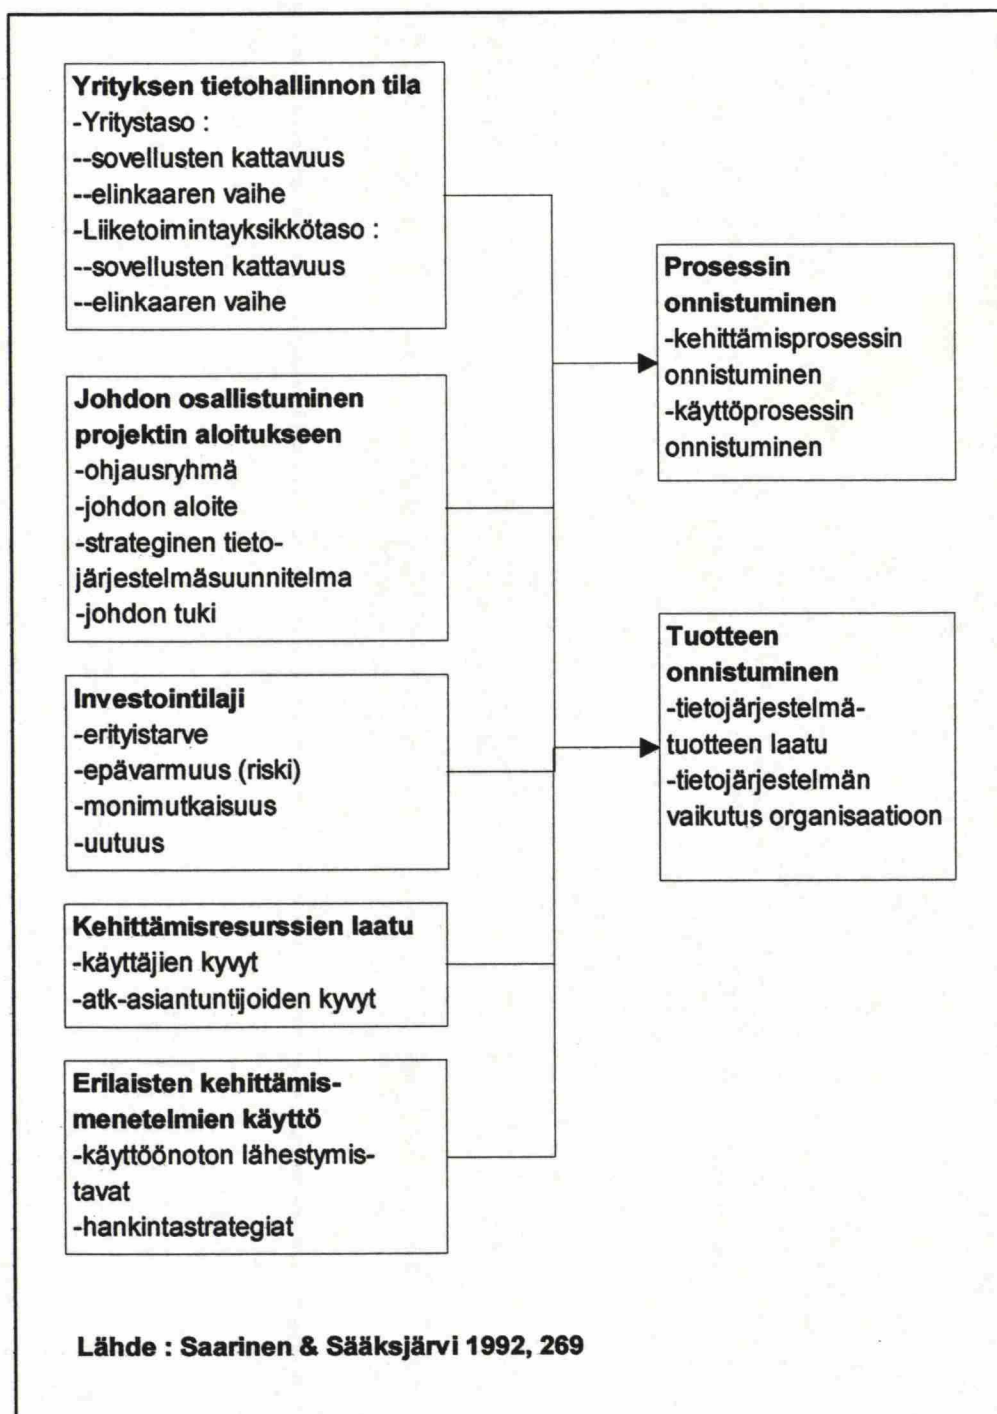 Yrityksen tietohallinnon tila
-Yritystaso :
--sovellusten kattavuus
--elinkaaren vaihe
-Liiketoimintayksikkötaso :
--sovellusten kattavuus
--elinkaaren vaihe
Johdon osallistuminen
projektin aloitukseen
-ohjausryhmä
-johdon aloite
-strateginen tieto-
järjestelmäsuunnitelma
-johdon tuki
Investointilaji
-erityistarve
-epävarmuus (riski)
-monimutkaisuus
-uutuus
Kehittämisresurssien laatu
-käyttäjien kyvyt
-atk-asiantuntijoiden kyvyt
Erilaisten kehittämis-
menetelmien käyttö
-käyttöönoton lähestymis-
tavat
-hankintastrategiat
Prosessin
onnistuminen
-kehittämisprosessin
onnistuminen
-käyttöprosessin
onnistuminen
Tuotteen
onnistuminen
-tietojärjestelmä-
tuotteen laatu
-tietojärjestelmän
vaikutus organisaatioon
Lähde : Saarinen & Sääksjärvi 1992, 269